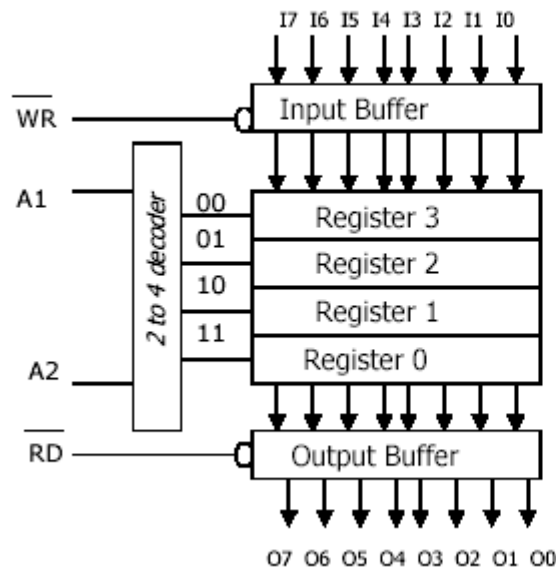 I7 I6 I5 I4 I3 I2 I1 I0
Input Buffer
W̅R̅
A1
2 to 4 decoder
00
Register 3
01
Register 2
10
Register 1
11
Register 0
A2
R̅D̅
Output Buffer
O7 O6 O5 O4 O3 O2 O1 O0